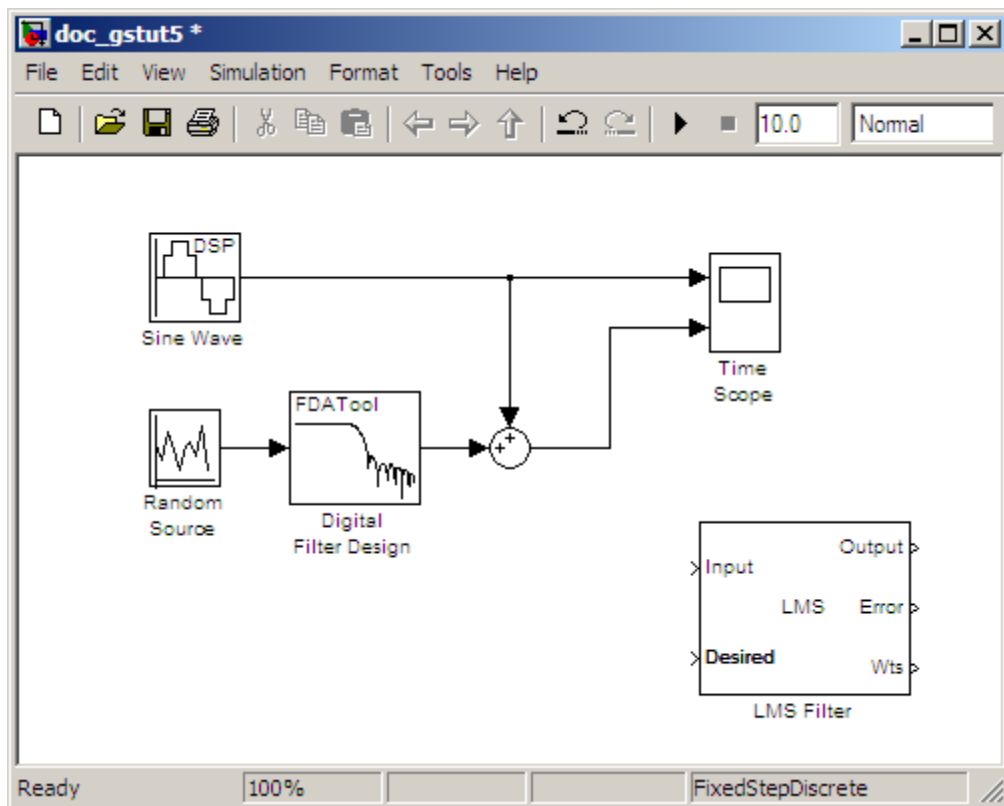 doc_gstut5 *
File Edit View Simulation Format Tools Help
10.0 Normal
DSP
Sine Wave
Time
Scope
FDATool
Random
Source
Digital
Filter Design
Input
Output
LMS
Error
Desired
Wts
LMS Filter
Ready 100% FixedStepDiscrete